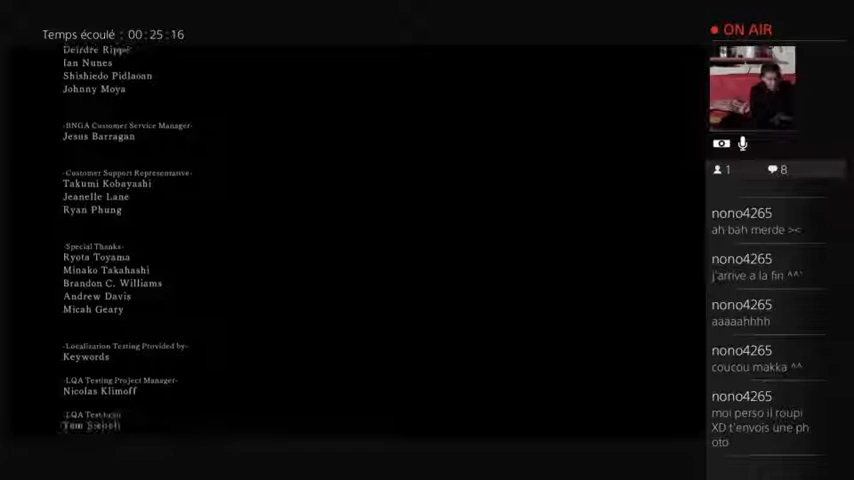 Temps écoulé : 00:25:16
Deirdre Rippe
Ian Nunes
Shishiedo Pidlaoan
Johnny Moya
-BNGA Customer Service Manager-
Jesus Barragan
-Customer Support Representative-
Takumi Kobayashi
Jeanelle Lane
Ryan Phung
-Special Thanks-
Ryota Toyama
Minako Takahashi
Brandon C. Williams
Andrew Davis
Micah Geary
-Localization Testing Provided by-
Keywords
-LQA Testing Project Manager-
Nicolas Klimoff
-LQA
ON AIR
1 8
nono4265
ah bah merde ><
nono4265
j'arrive a la fin ^^'
nono4265
aaaaahhhh
nono4265
coucou makka ^^
nono4265
moi perso il roupi
XD t'envois une ph
oto